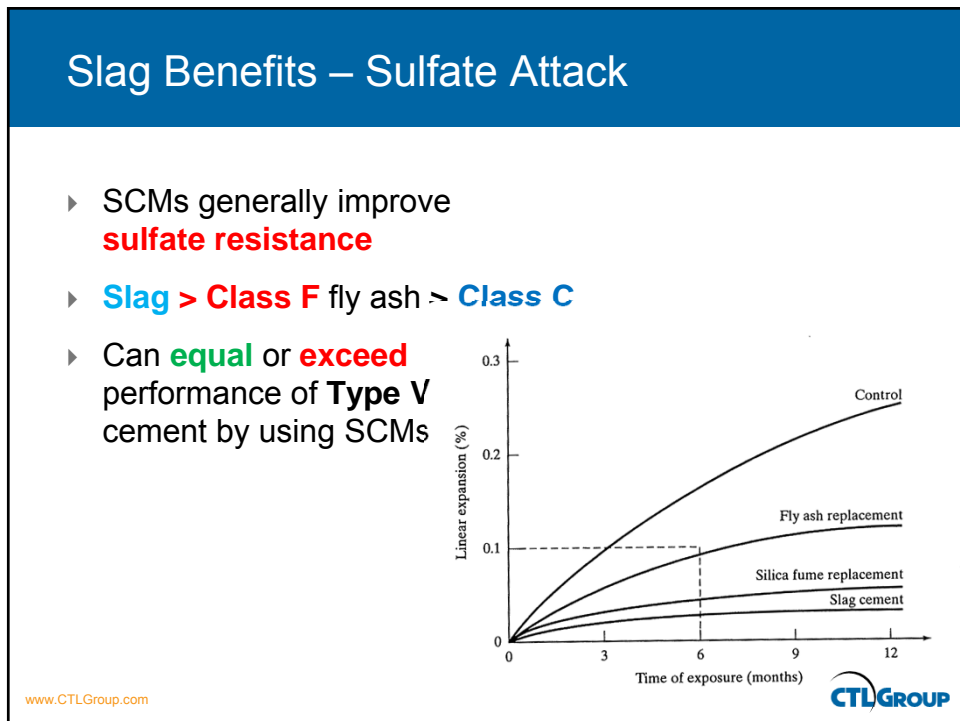 Slag Benefits – Sulfate Attack
SCMs generally improve
sulfate resistance
Slag > Class F fly ash > Class C
Can equal or exceed
performance of Type V
cement by using SCMs
0.3
0.2
0.1
0
Linear expansion (%)
Control
Fly ash replacement
Silica fume replacement
Slag cement
0 3 6 9 12
Time of exposure (months)
www.CTLGroup.com
CTLGROUP